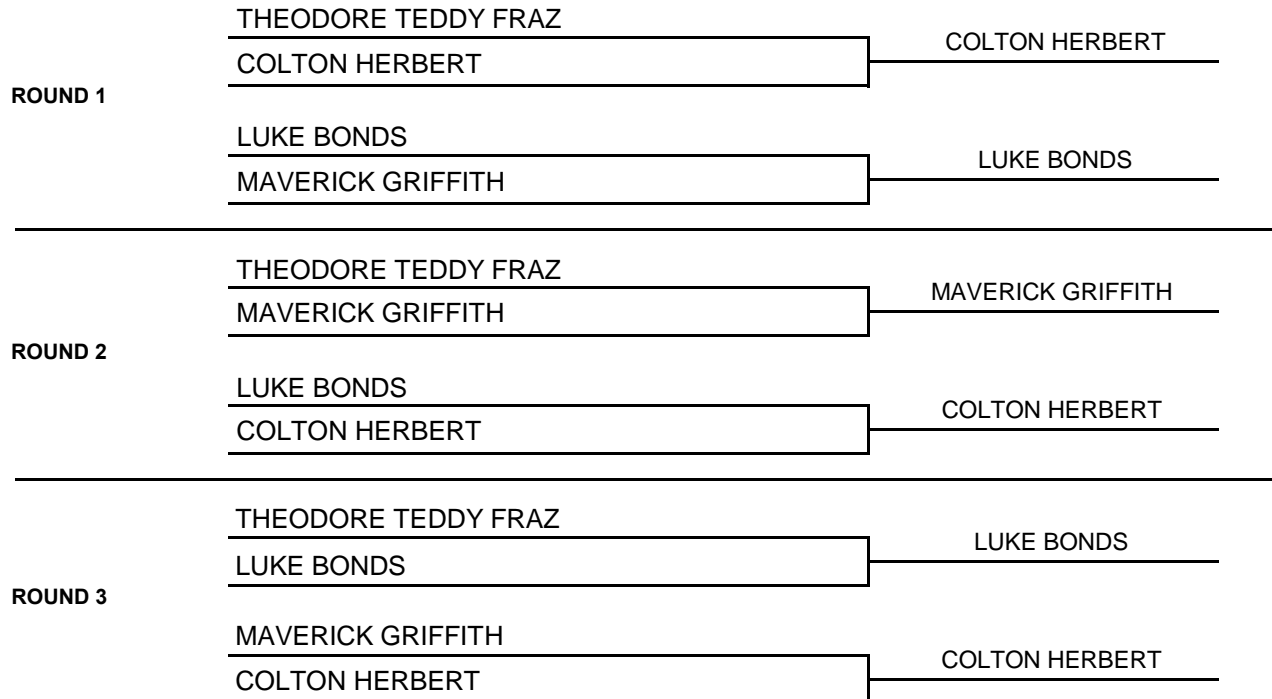 THEODORE TEDDY FRAZ
COLTON HERBERT
COLTON HERBERT
ROUND 1
LUKE BONDS
LUKE BONDS
MAVERICK GRIFFITH
THEODORE TEDDY FRAZ
MAVERICK GRIFFITH
MAVERICK GRIFFITH
ROUND 2
LUKE BONDS
COLTON HERBERT
COLTON HERBERT
THEODORE TEDDY FRAZ
LUKE BONDS
LUKE BONDS
ROUND 3
MAVERICK GRIFFITH
COLTON HERBERT
COLTON HERBERT